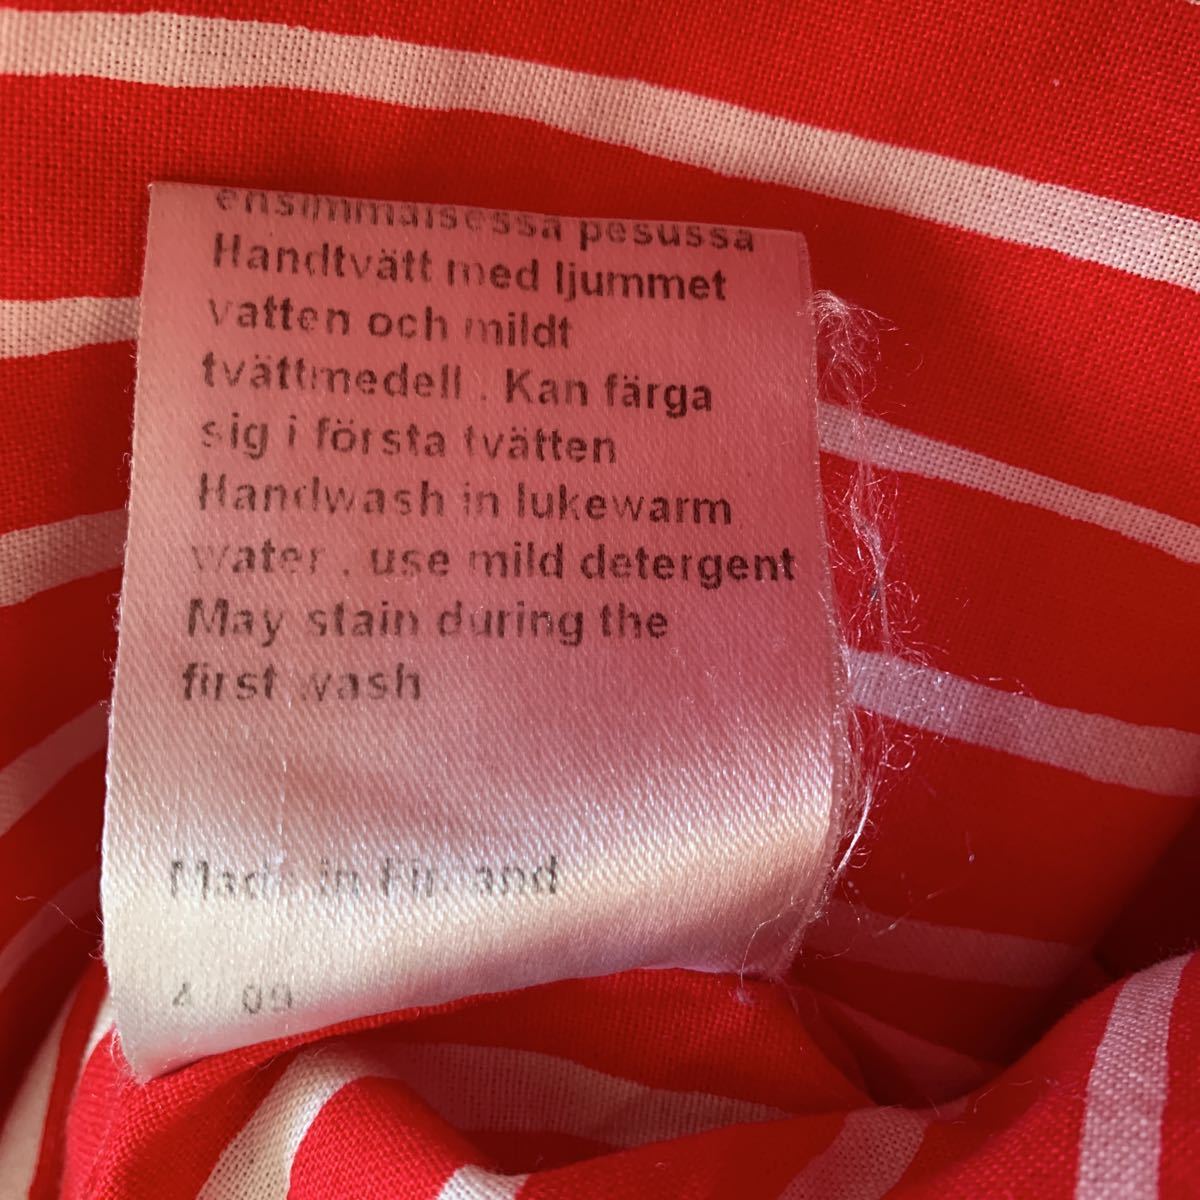 ensimmäisessä pesussa
Handtvätt med ljummet
vatten och mildt
tvättmedell . Kan färga
sig i första tvätten
Handwash in lukewarm
water . use mild detergent
May stain during the
first wash
Made in Finland
09